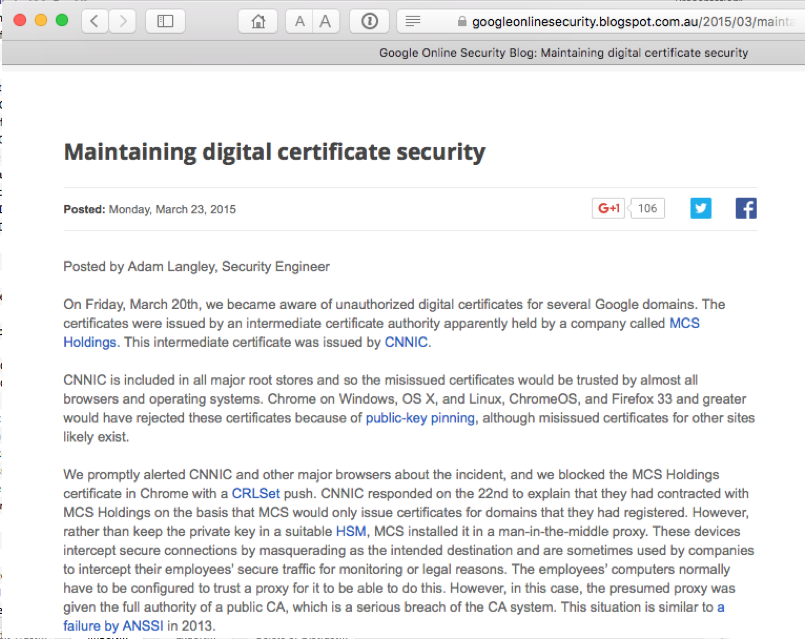 A A
googleonlinesecurity.blogspot.com.au/2015/03/mainta
Google Online Security Blog: Maintaining digital certificate security
Maintaining digital certificate security
Posted: Monday, March 23, 2015
G+1 106
Posted by Adam Langley, Security Engineer
On Friday, March 20th, we became aware of unauthorized digital certificates for several Google domains. The
certificates were issued by an intermediate certificate authority apparently held by a company called MCS
Holdings. This intermediate certificate was issued by CNNIC.
CNNIC is included in all major root stores and so the misissued certificates would be trusted by almost all
browsers and operating systems. Chrome on Windows, OS X, and Linux, ChromeOS, and Firefox 33 and greater
would have rejected these certificates because of public-key pinning, although misissued certificates for other sites
likely exist.
We promptly alerted CNNIC and other major browsers about the incident, and we blocked the MCS Holdings
certificate in Chrome with a CRLSet push. CNNIC responded on the 22nd to explain that they had contracted with
MCS Holdings on the basis that MCS would only issue certificates for domains that they had registered. However,
rather than keep the private key in a suitable HSM, MCS installed it in a man-in-the-middle proxy. These devices
intercept secure connections by masquerading as the intended destination and are sometimes used by companies
to intercept their employees' secure traffic for monitoring or legal reasons. The employees' computers normally
have to be configured to trust a proxy for it to be able to do this. However, in this case, the presumed proxy was
given the full authority of a public CA, which is a serious breach of the CA system. This situation is similar to a
failure by ANSSI in 2013.